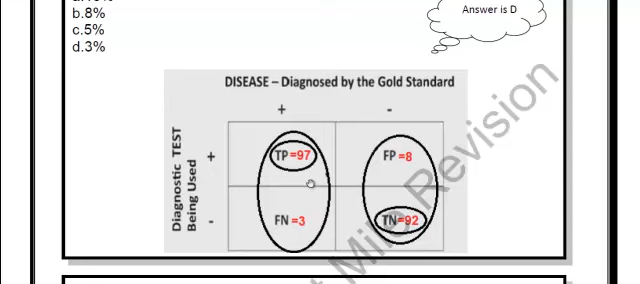 b.8%
c.5%
d.3%
Answer is D
DISEASE – Diagnosed by the Gold Standard
+ -
Diagnostic TEST
Being Used
+ TP =97 FP =8
- FN =3 TN=92
Revision